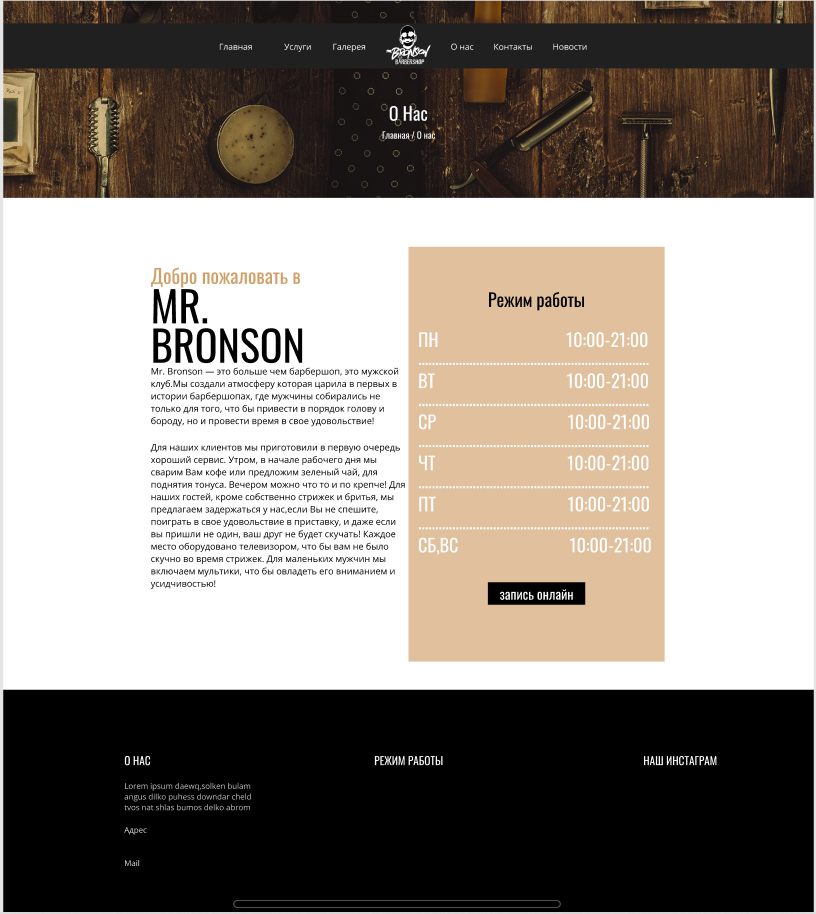 Главная Услуги Галерея О нас Контакты Новости
MR BRONSON
BARBERSHOP
О Нас
Главная / О нас
Добро пожаловать в
MR.
BRONSON
Mr. Bronson — это больше чем барбершоп, это мужской
клуб.Мы создали атмосферу которая царила в первых в
истории барбершопах, где мужчины собирались не
только для того, что бы привести в порядок голову и
бороду, но и провести время в свое удовольствие!
Для наших клиентов мы приготовили в первую очередь
хороший сервис. Утром, в начале рабочего дня мы
сварим Вам кофе или предложим зеленый чай, для
поднятия тонуса. Вечером можно что то и по крепче! Для
наших гостей, кроме собственно стрижек и бритья, мы
предлагаем задержаться у нас,если Вы не спешите,
поиграть в свое удовольствие в приставку, и даже если
вы пришли не один, ваш друг не будет скучать! Каждое
место оборудовано телевизором, что бы вам не было
скучно во время стрижек. Для маленьких мужчин мы
включаем мультики, что бы овладеть его вниманием и
усидчивостью!
Режим работы
ПН 10:00-21:00
ВТ 10:00-21:00
СР 10:00-21:00
ЧТ 10:00-21:00
ПТ 10:00-21:00
СБ,ВС 10:00-21:00
запись онлайн
О НАС РЕЖИМ РАБОТЫ НАШ ИНСТАГРАМ
Lorem ipsum daewq,solken bulam
angus dilko puhess downdar cheld
tvos nat shlas bumos delko abrom
Адрес
Mail